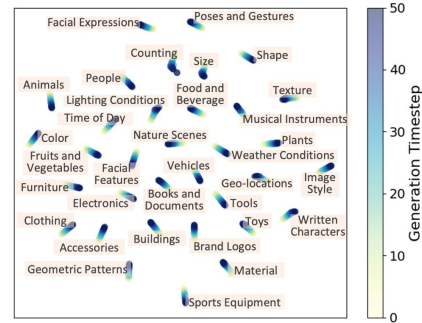 Facial Expressions
Poses and Gestures
Counting
Size
Shape
People
Animals
Food and
Beverage
Texture
Lighting Conditions
Time of Day
Musical Instruments
Color
Nature Scenes
Plants
Weather Conditions
Fruits and
Vegetables
Facial
Features
Vehicles
Geo-locations
Image
Style
Furniture
Electronics
Books and
Documents
Tools
Clothing
Toys
Written
Characters
Accessories
Buildings
Brand Logos
Geometric Patterns
Material
Sports Equipment
50
40
30
20
10
0
Generation Timestep